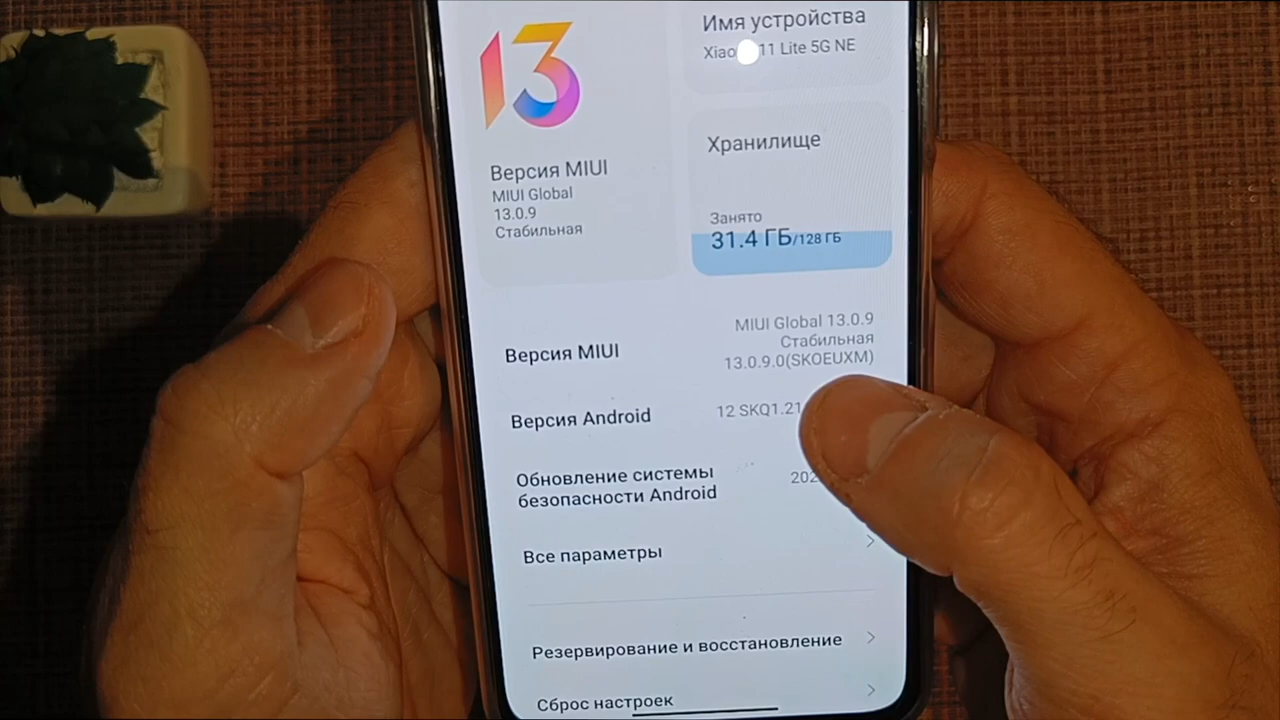 13
Версия MIUI
MIUI Global
13.0.9
Стабильная
Имя устройства
11 Lite 5G NE
Хранилище
Занято
31.4 ГБ/128 ГБ
Версия MIUI
MIUI Global 13.0.9
Стабильная
13.0.9.0(SKOEUXM)
Версия Android
12 SKQ1.21
Обновление системы
безопасности Android
202
Все параметры
Резервирование и восстановление
Сброс настроек